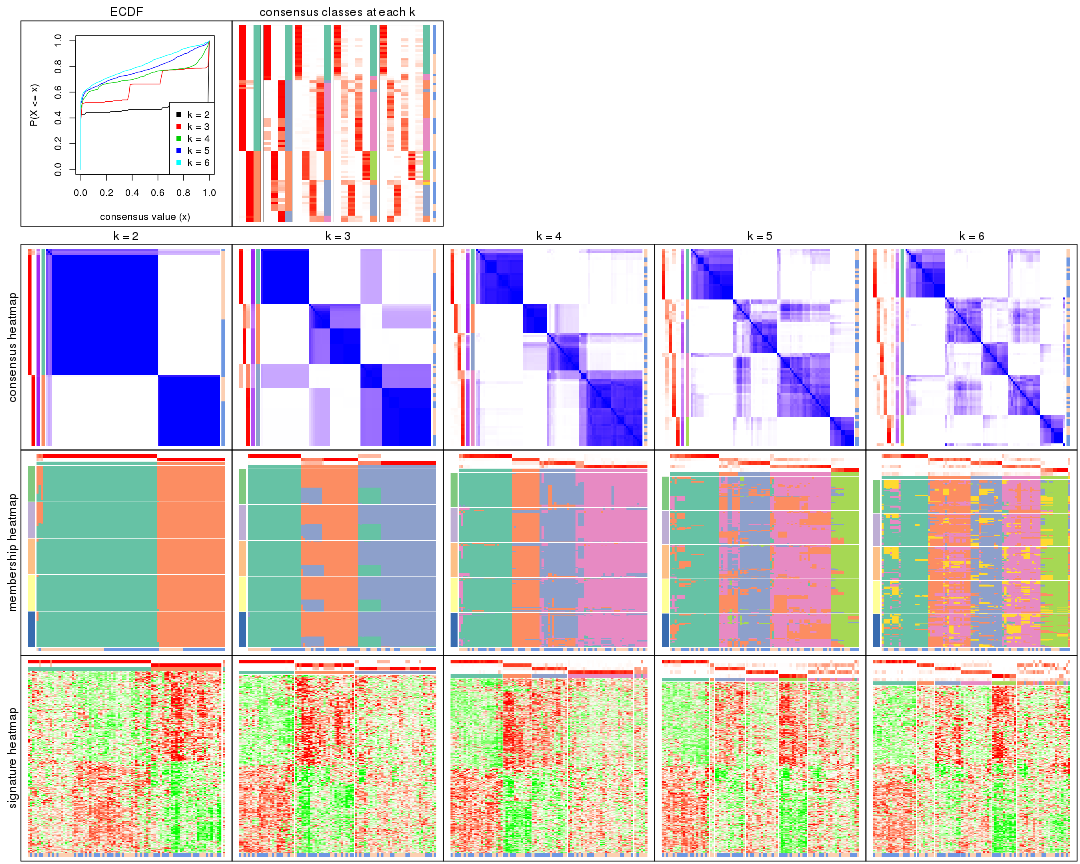 ECDF
consensus classes at each k
P(X <= x)
0.0 0.2 0.4 0.6 0.8 1.0
k = 2
k = 3
k = 4
k = 5
k = 6
0.0 0.2 0.4 0.6 0.8 1.0
consensus value (x)
k = 2 k = 3 k = 4 k = 5 k = 6
consensus heatmap
membership heatmap
signature heatmap